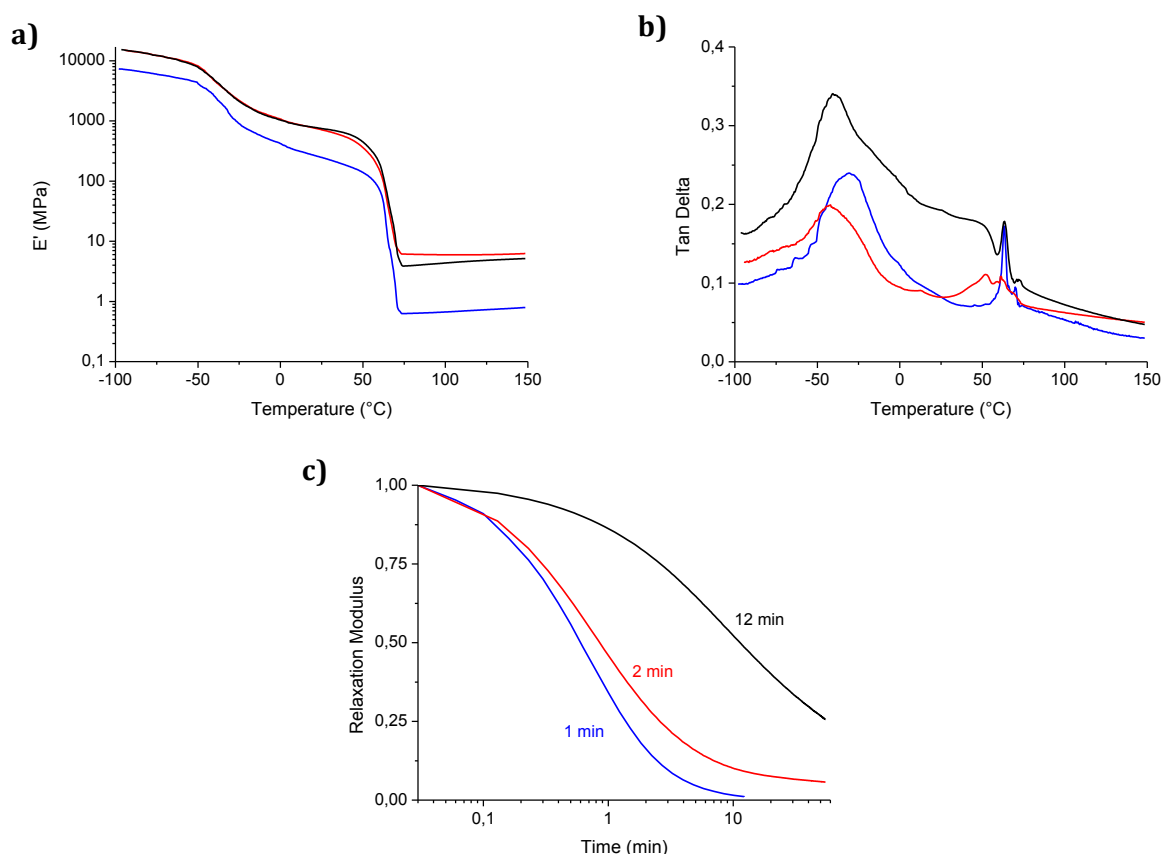 a)
10000
1000
100
10
1
0,1
E' (MPa)
-100 -50 0 50 100 150
Temperature (°C)
b)
0,4
0,3
0,2
0,1
0,0
Tan Delta
-100 -50 0 50 100 150
Temperature (°C)
c)
1,00
0,75
0,50
0,25
0,00
Relaxation Modulus
12 min
2 min
1 min
0,1 1 10
Time (min)